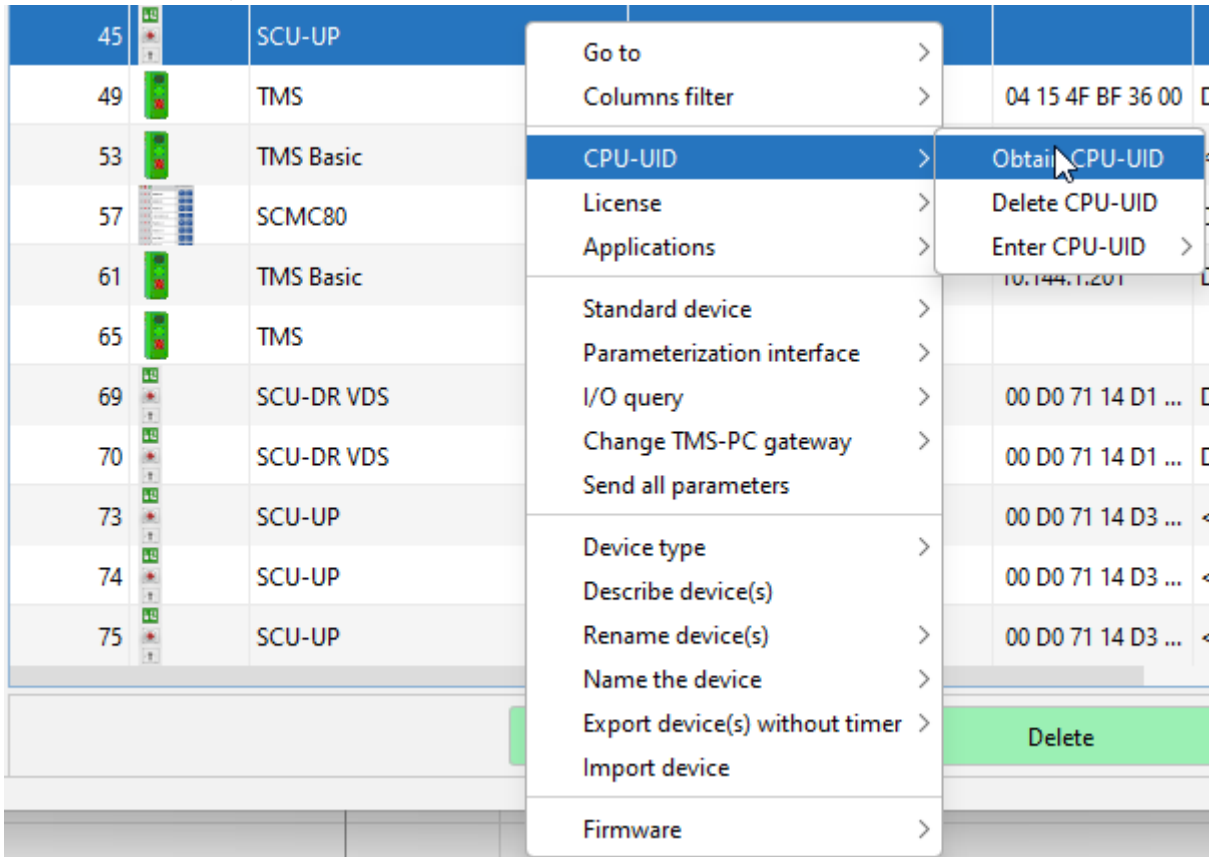 45 SCU-UP
49 TMS 04 15 4F BF 36 00
53 TMS Basic
57 SCMC80
61 TMS Basic 10.144.1.201
65 TMS
69 SCU-DR VDS 00 D0 71 14 D1 ...
70 SCU-DR VDS 00 D0 71 14 D1 ...
73 SCU-UP 00 D0 71 14 D3 ...
74 SCU-UP 00 D0 71 14 D3 ...
75 SCU-UP 00 D0 71 14 D3 ...
Go to
Columns filter
CPU-UID
License
Applications
Standard device
Parameterization interface
I/O query
Change TMS-PC gateway
Send all parameters
Device type
Describe device(s)
Rename device(s)
Name the device
Export device(s) without timer
Import device
Firmware
Obtain CPU-UID
Delete CPU-UID
Enter CPU-UID
Delete